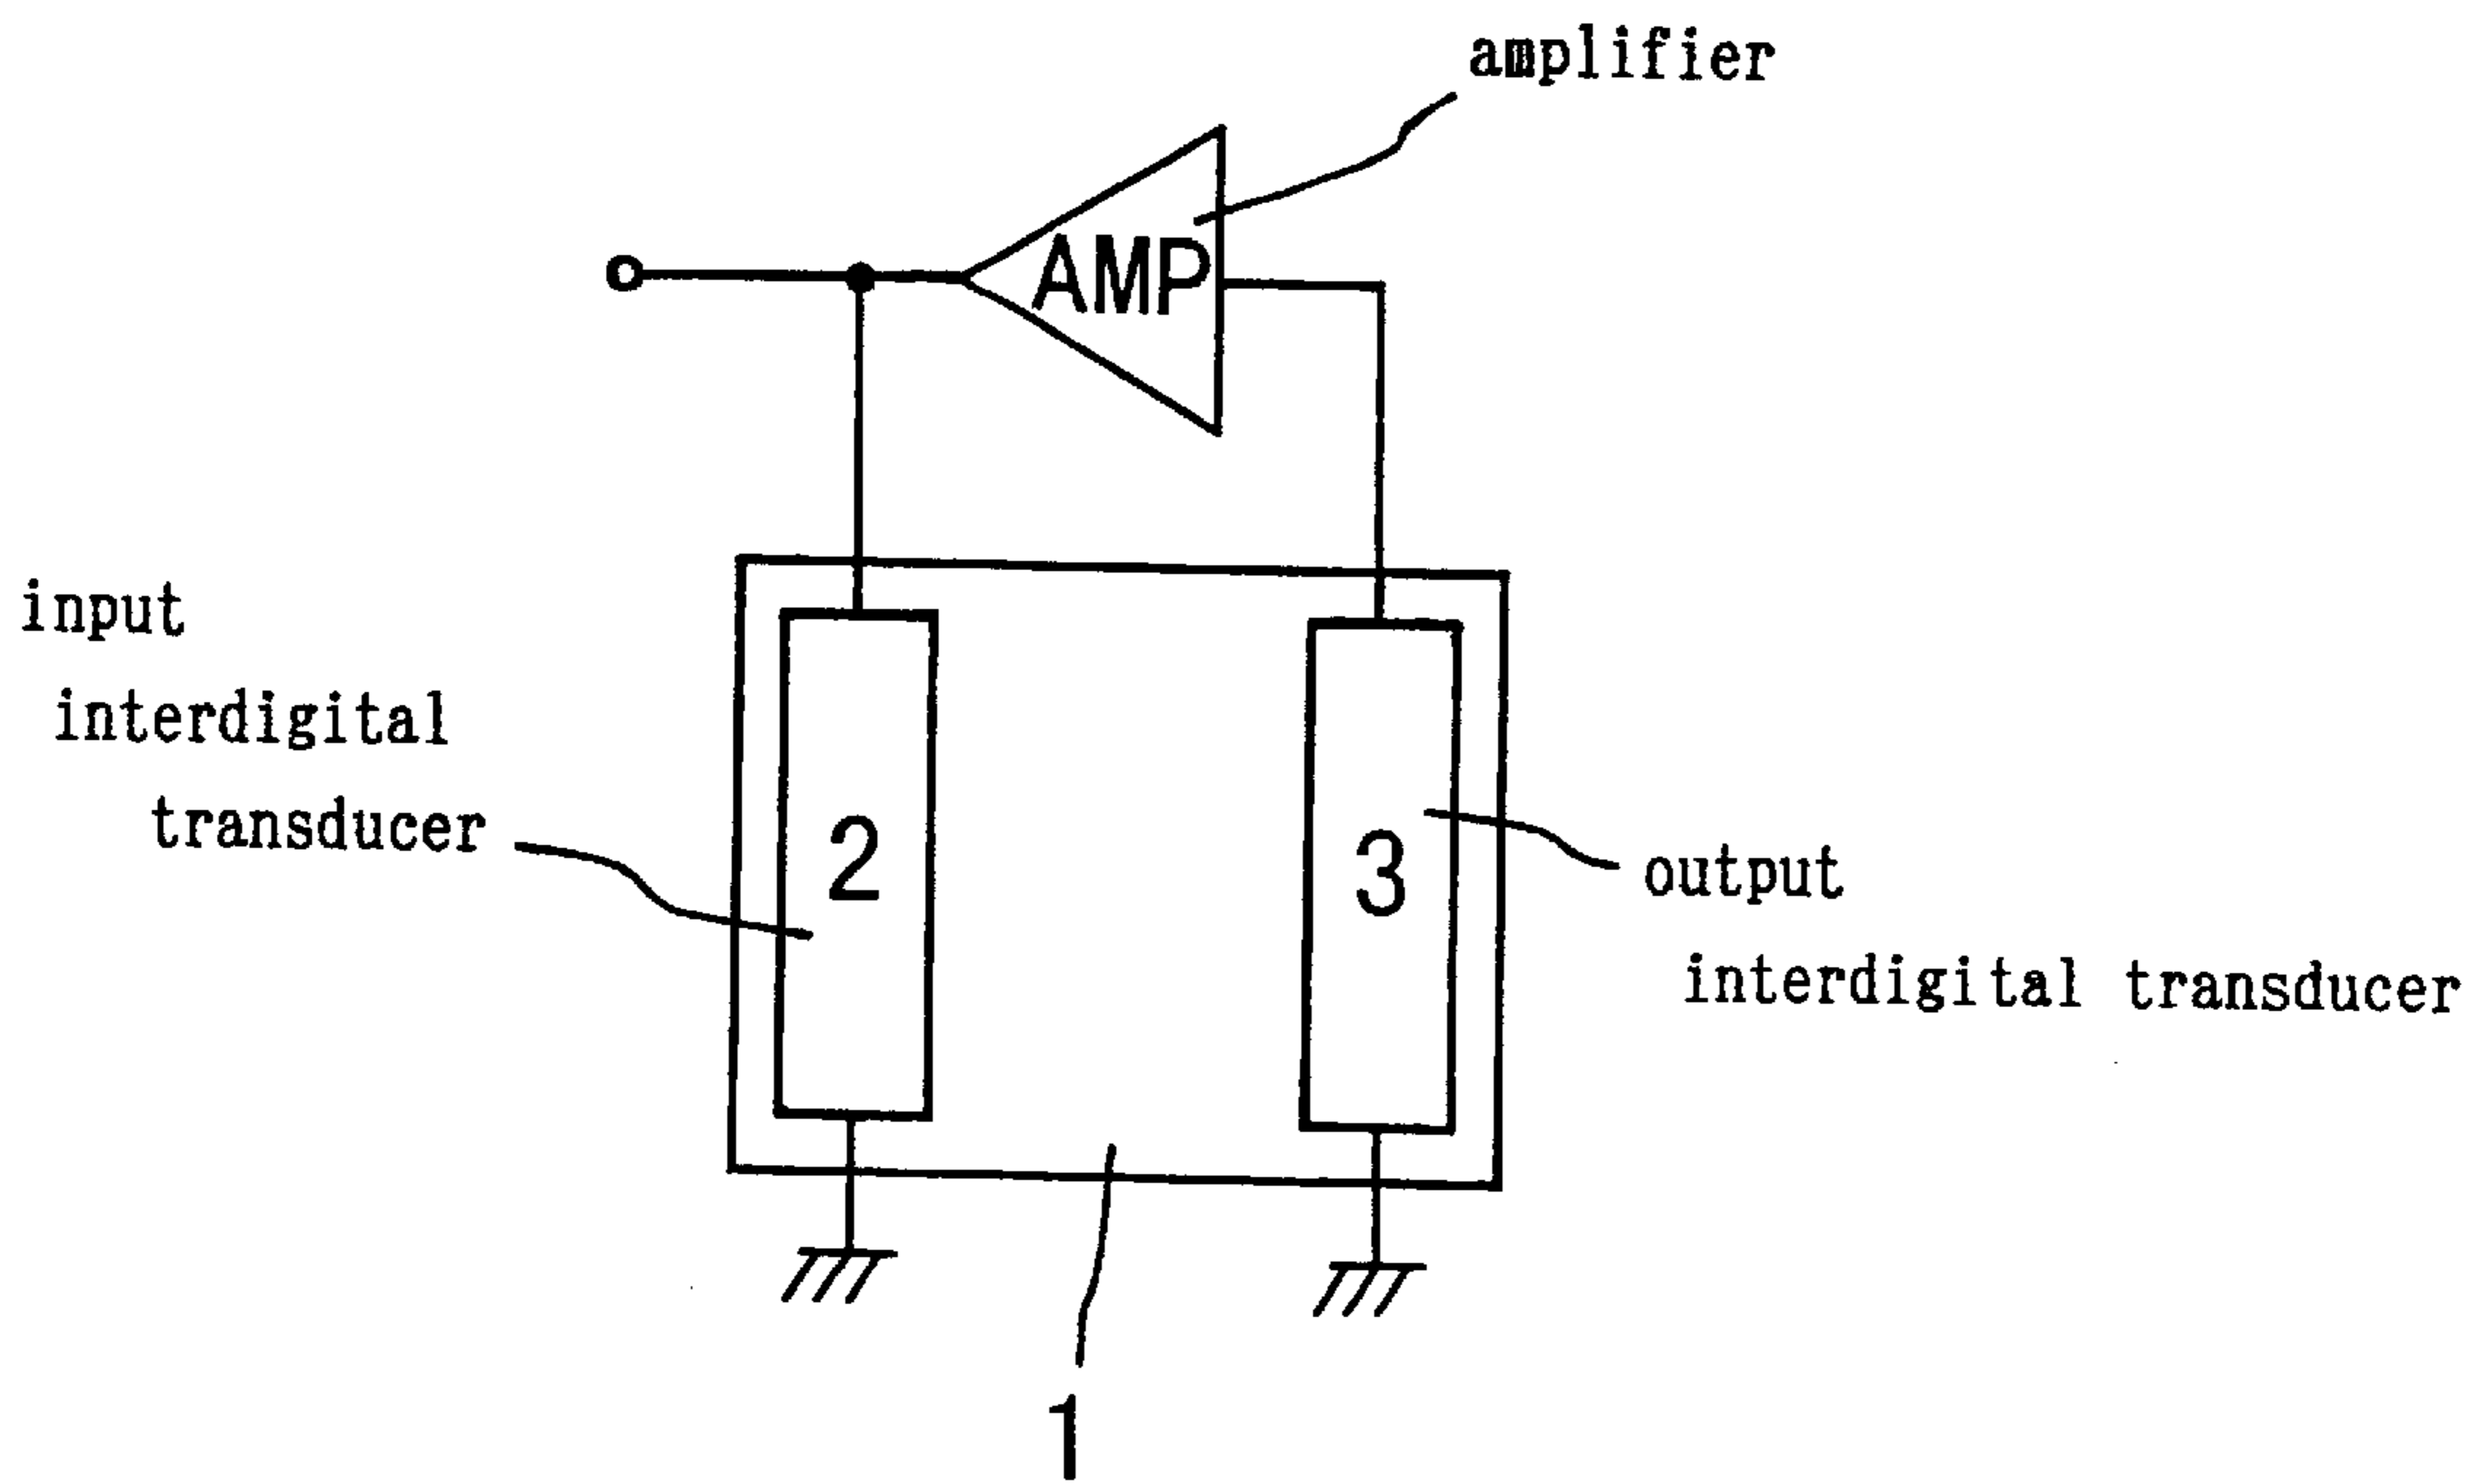 amplifier
AMP
input
interdigital
transducer
2
3
output
interdigital transducer
1